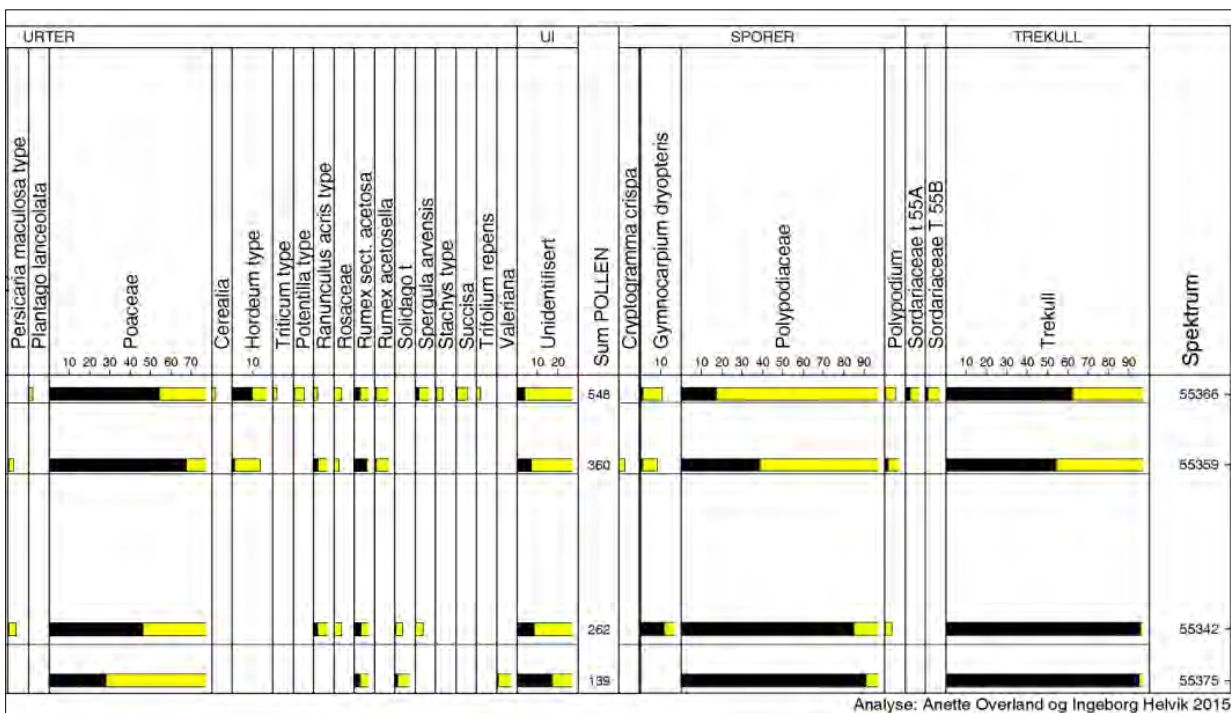 URTER UI SPORER TREKULL
Persicaria maculosa type
Plantago lanceolata
Poaceae
Cerealia
Hordeum type
Triticum type
Potentilla type
Ranunculus acris type
Rosaceae
Rumex sect. acetosa
Rumex acetosella
Solidago t
Spergula arvensis
Stachys type
Succisa
Trifolium repens
Valeriana
Unidentifisert
Sum POLLEN
Cryptogramma crispa
Gymnocarpium dryopteris
Polypodiaceae
Polypodium
Sordariaceae t 55A
Sordariaceae T. 55B
Trekull
Spektrum
10 20 30 40 50 60 70 10 10 20 10 10 20 30 40 50 60 70 80 90 10 20 30 40 50 60 70 80 90
548 55366
360 55359
262 55342
139 55375
Analyse: Anette Overland og Ingeborg Helvik 2015